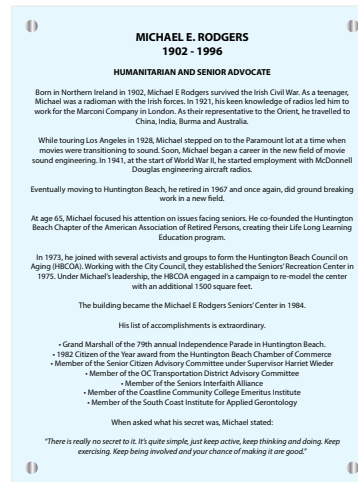 MICHAEL E. RODGERS
1902 - 1996
HUMANITARIAN AND SENIOR ADVOCATE
Born in Northern Ireland in 1902, Michael E Rodgers survived the Irish Civil War. As a teenager,
Michael was a radioman with the Irish forces. In 1921, his keen knowledge of radios led him to
work for the Marconi Company in London. As their representative to the Orient, he travelled to
China, India, Burma and Australia.
While touring Los Angeles in 1928, Michael stepped on to the Paramount lot at a time when
movies were transitioning to sound. Soon, Michael began a career in the new field of movie
sound engineering. In 1941, at the start of World War II, he started employment with McDonnell
Douglas engineering aircraft radios.
Eventually moving to Huntington Beach, he retired in 1967 and once again, did ground breaking
work in a new field.
At age 65, Michael focused his attention on issues facing seniors. He co-founded the Huntington
Beach Chapter of the American Association of Retired Persons, creating their Life Long Learning
Education program.
In 1973, he joined with several activists and groups to form the Huntington Beach Council on
Aging (HBCOA). Working with the City Council, they established the Seniors' Recreation Center in
1975. Under Michael's leadership, the HBCOA engaged in a campaign to re-model the center
with an additional 1500 square feet.
The building became the Michael E Rodgers Seniors' Center in 1984.
His list of accomplishments is extraordinary.
• Grand Marshall of the 79th annual Independence Parade in Huntington Beach.
• 1982 Citizen of the Year award from the Huntington Beach Chamber of Commerce
• Member of the Senior Citizen Advisory Committee under Supervisor Harriet Wieder
• Member of the OC Transportation District Advisory Committee
• Member of the Seniors Interfaith Alliance
• Member of the Coastline Community College Emeritus Institute
• Member of the South Coast Institute for Applied Gerontology
When asked what his secret was, Michael stated:
"There is really no secret to it. It's quite simple, just keep active, keep thinking and doing. Keep
exercising. Keep being involved and your chance of making it are good."